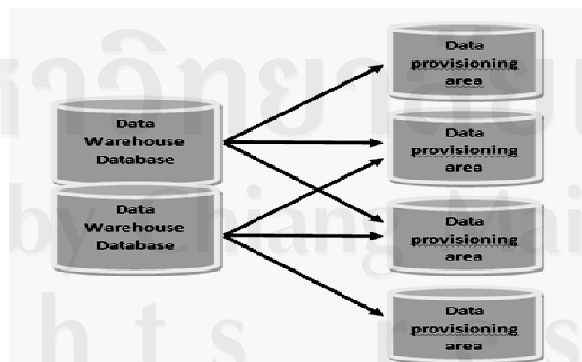 Data
provisioning
area
Data
Warehouse
Database
Data
provisioning
area
Data
Warehouse
Database
Data
provisioning
area
Data
provisioning
area
by Chiang Mai
h t s